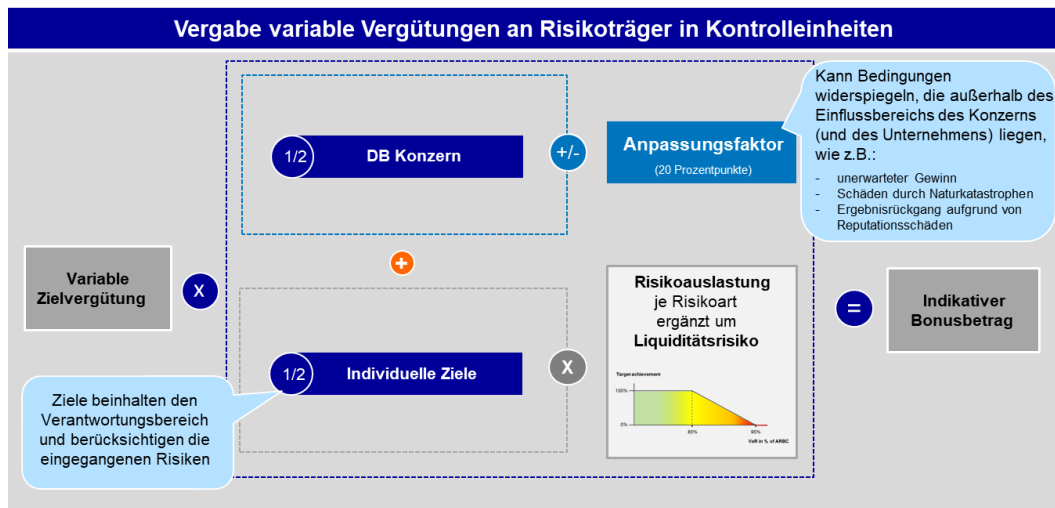 Vergabe variable Vergütungen an Risikoträger in Kontrolleinheiten
Kann Bedingungen
widerspiegeln, die außerhalb des
Einflussbereichs des Konzerns
(und des Unternehmens) liegen,
wie z.B.:
- unerwarteter Gewinn
- Schäden durch Naturkatastrophen
- Ergebnisrückgang aufgrund von
Reputationsschäden
1/2
DB Konzern
+/-
Anpassungsfaktor
(20 Prozentpunkte)
+
Variable
Zielvergütung
X
Risikoauslastung
je Risikoart
ergänzt um
Liquiditätsrisiko
=
Indikativer
Bonusbetrag
1/2
Individuelle Ziele
X
Target achievement
100%
0%
85%
95%
VaR in % of ARBC
Ziele beinhalten den
Verantwortungsbereich
und berücksichtigen die
eingegangenen Risiken